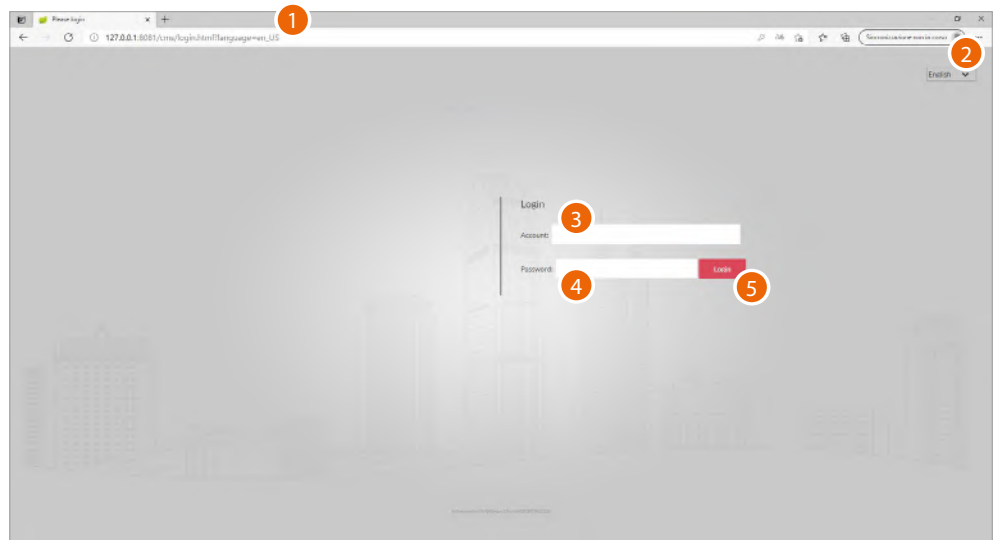 Please login
1
127.0.0.1:8081/cms/login.html?language=en_US
2
English
Login
3
Account:
Password:
Login
4
5